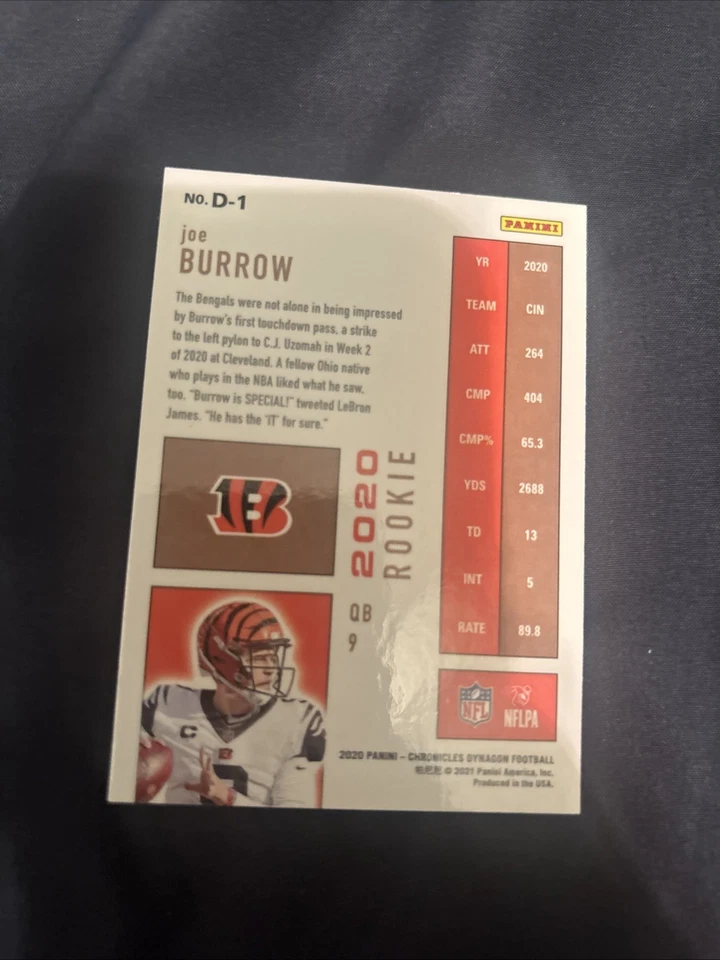 NO. D-1
PANINI
joe
BURROW
The Bengals were not alone in being impressed
by Burrow's first touchdown pass, a strike
to the left pylon to C.J. Uzomah in Week 2
of 2020 at Cleveland. A fellow Ohio native
who plays in the NBA liked what he saw,
too. "Burrow is SPECIAL!" tweeted LeBron
James. "He has the 'IT' for sure."
YR 2020
TEAM CIN
ATT 264
CMP 404
CMP% 65.3
YDS 2688
TD 13
INT 5
RATE 89.8
B
2020
ROOKIE
QB
9
C
NFL
NFLPA
2020 PANINI – CHRONICLES DYNAGON FOOTBALL
© 2021 Panini America, Inc.
Produced in the USA.